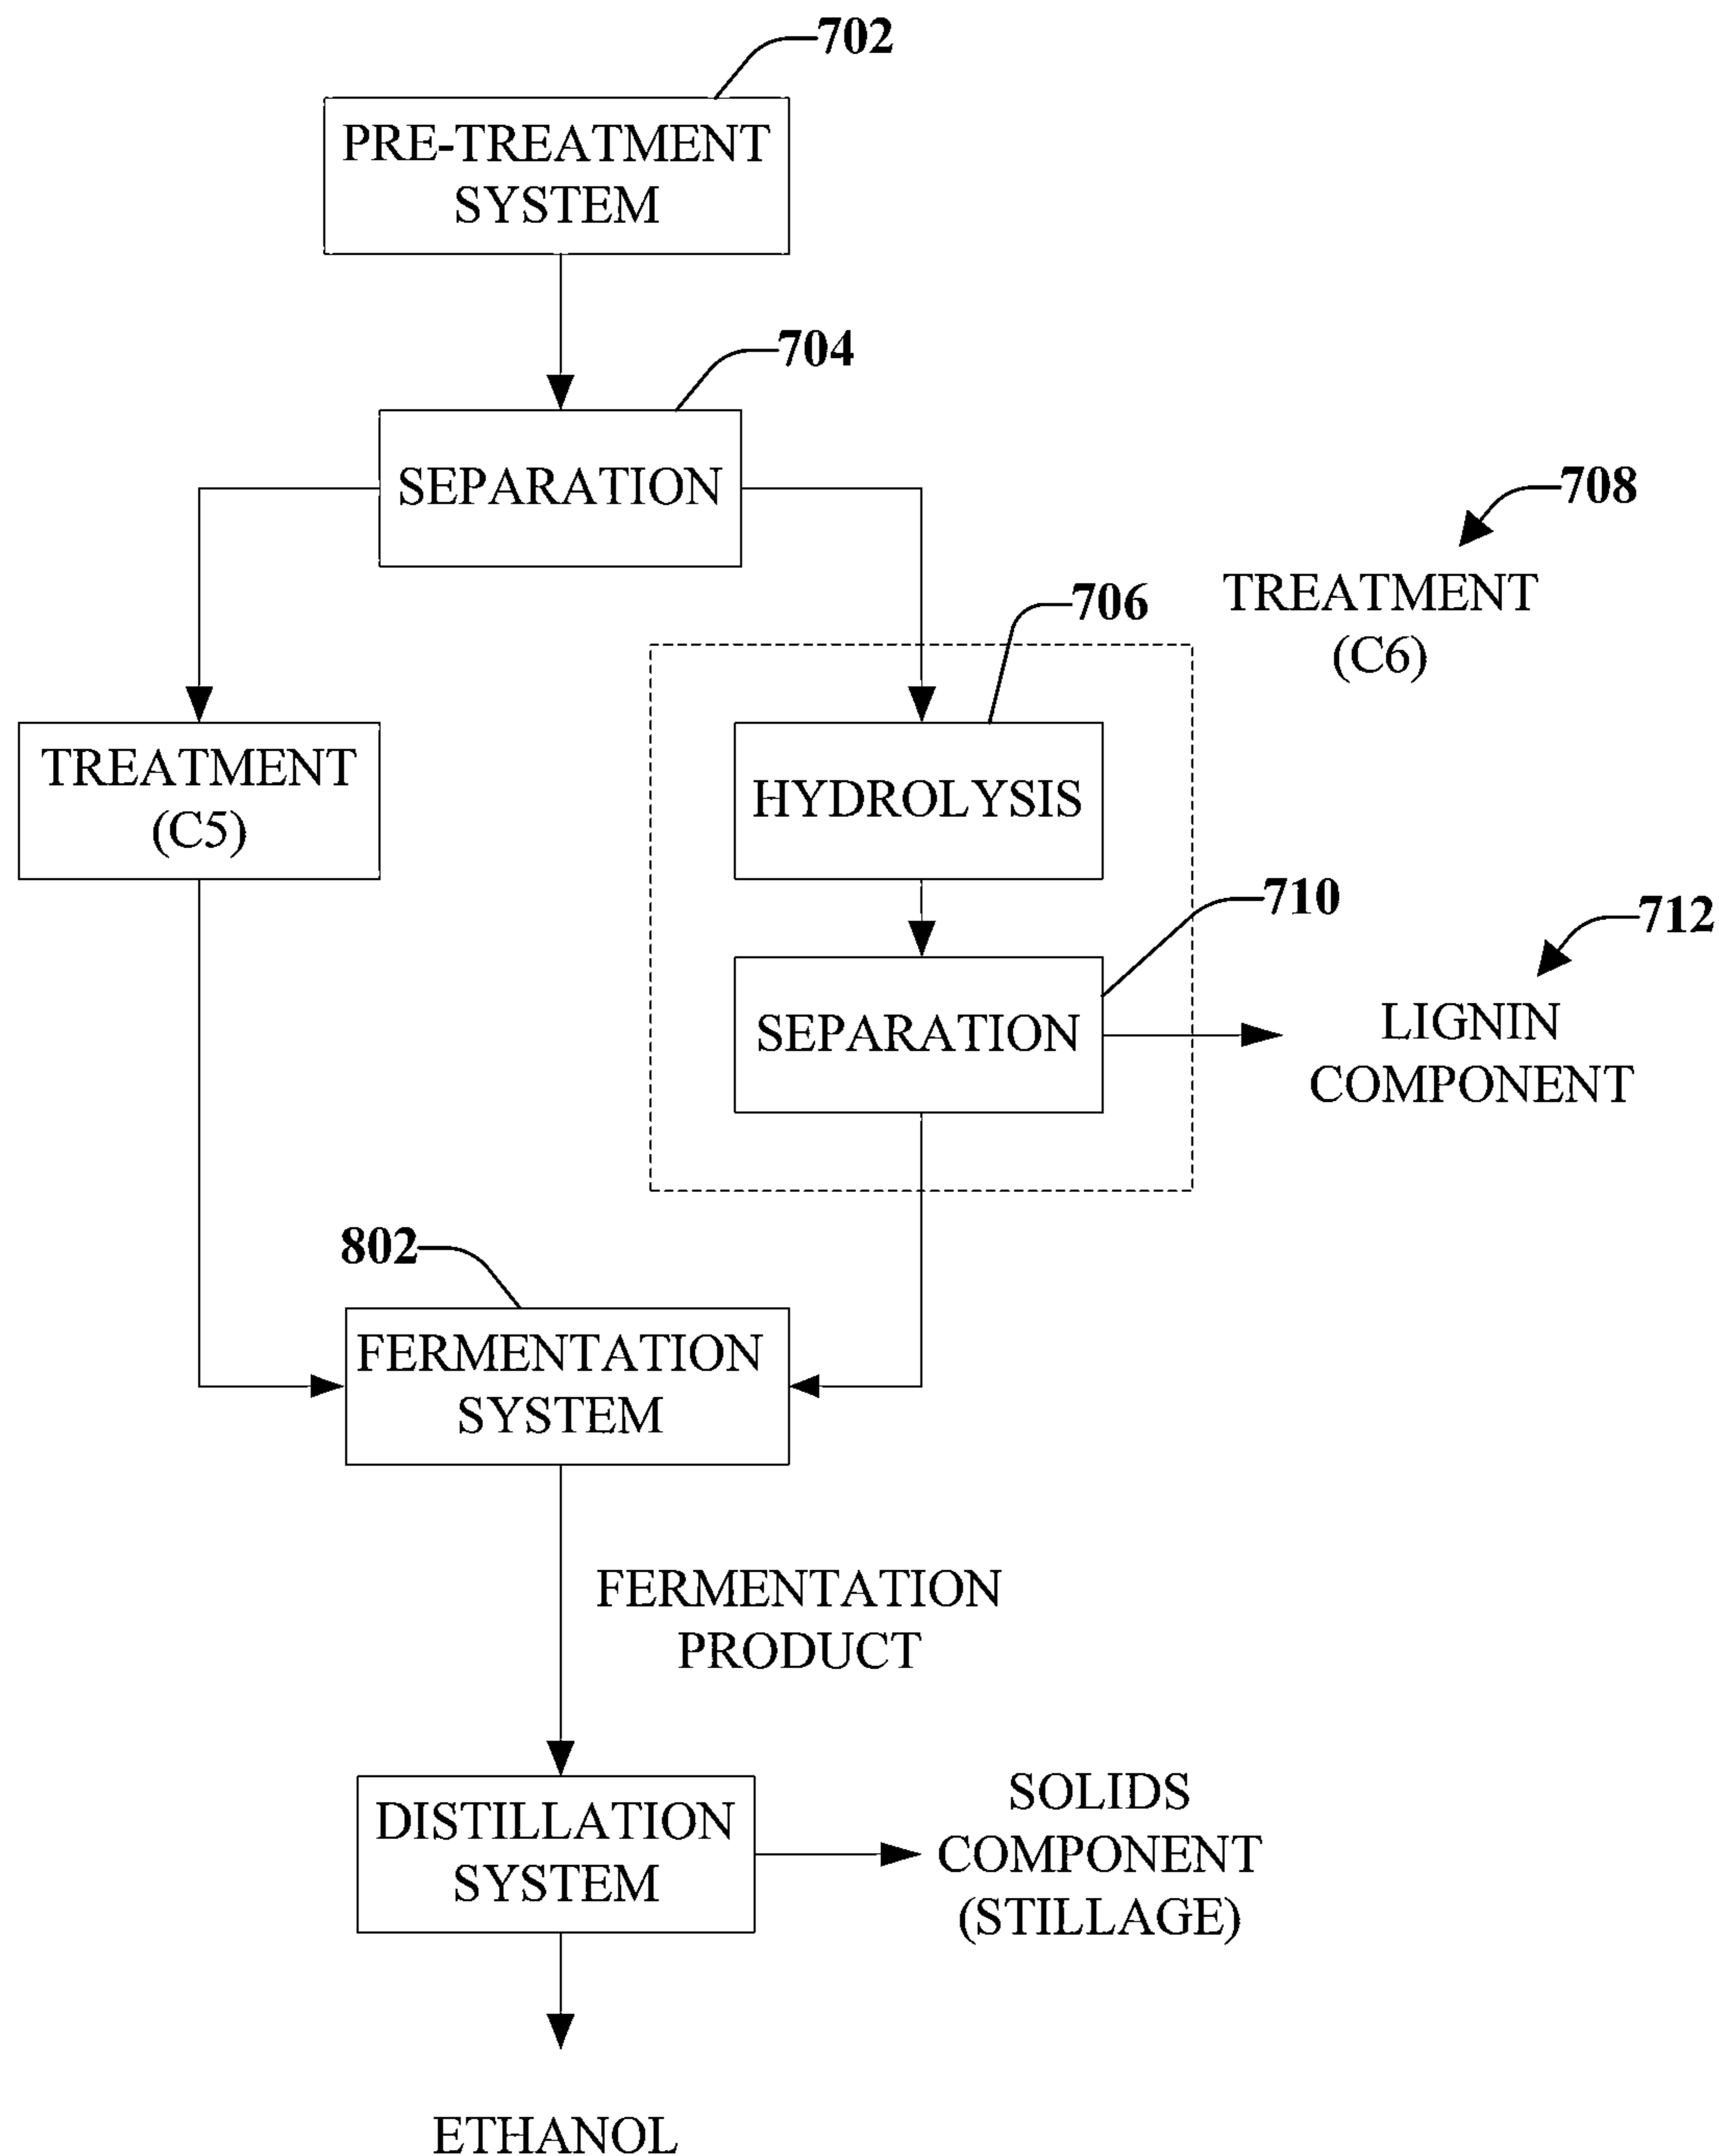 702
PRE-TREATMENT
SYSTEM
704
SEPARATION
708
TREATMENT
(C6)
706
TREATMENT
(C5)
HYDROLYSIS
710
712
SEPARATION
LIGNIN
COMPONENT
802
FERMENTATION
SYSTEM
FERMENTATION
PRODUCT
DISTILLATION
SYSTEM
SOLIDS
COMPONENT
(STILLAGE)
ETHANOL